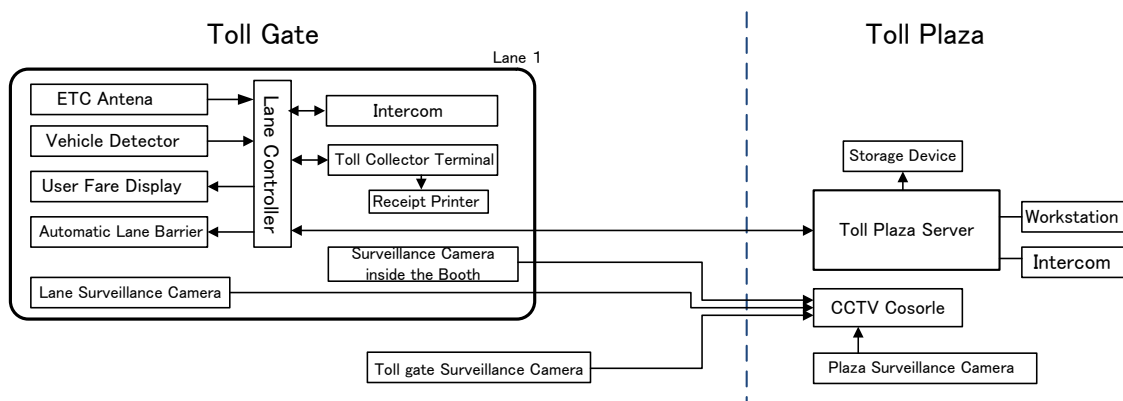 Toll Gate
Toll Plaza
Lane 1
ETC Antena
Vehicle Detector
User Fare Display
Automatic Lane Barrier
Lane Controller
Intercom
Toll Collector Terminal
Receipt Printer
Surveillance Camera
inside the Booth
Lane Surveillance Camera
Toll gate Surveillance Camera
Storage Device
Toll Plaza Server
Workstation
Intercom
CCTV Cosorle
Plaza Surveillance Camera